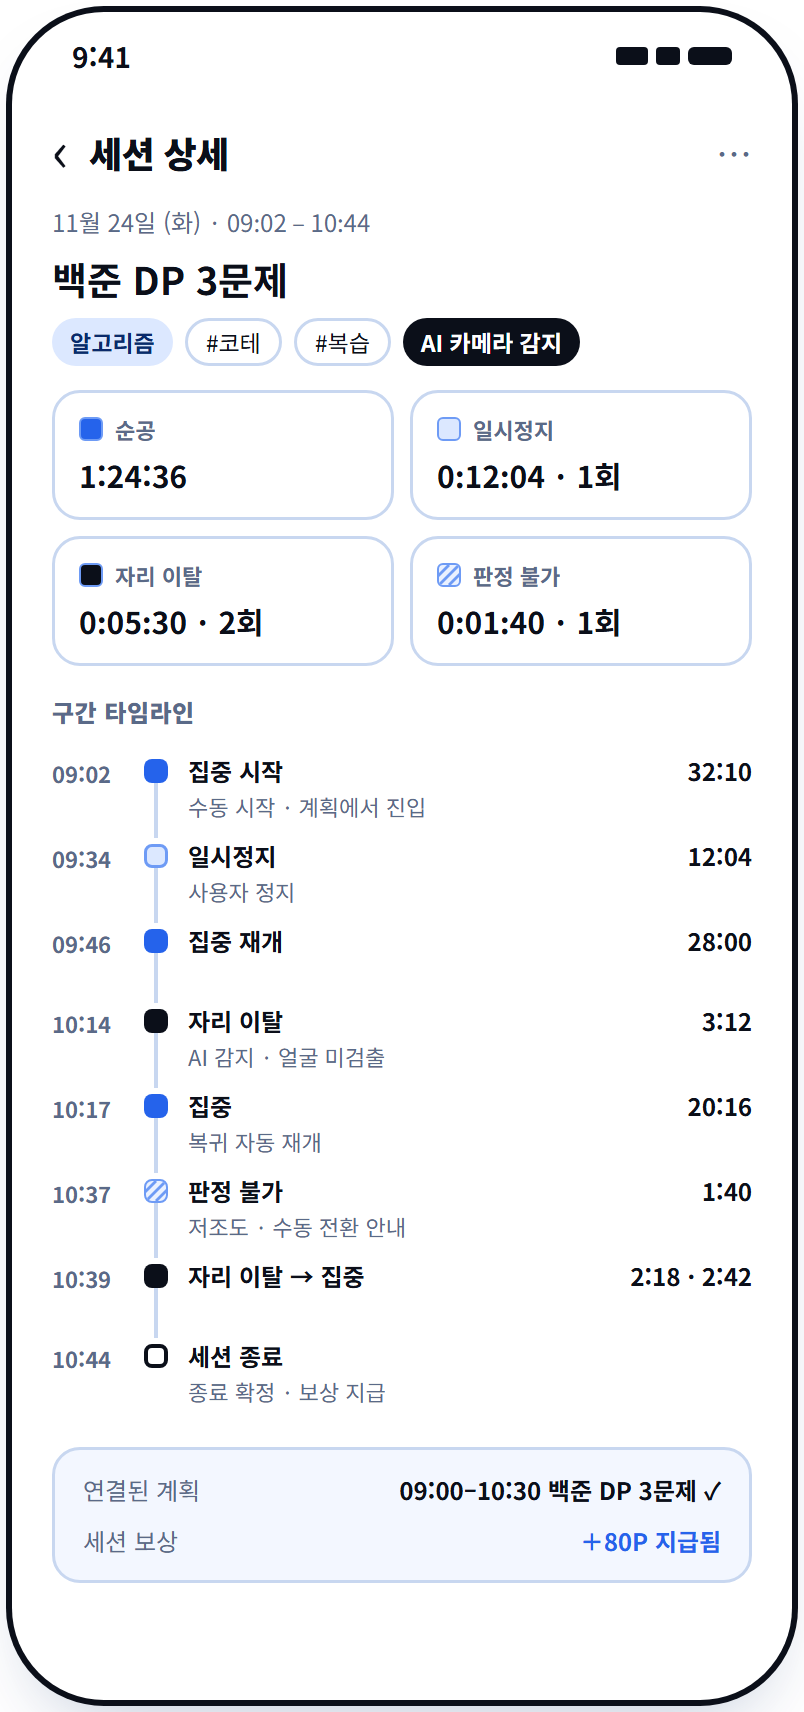 9:41
세션 상세
···
11월 24일 (화) · 09:02 – 10:44
백준 DP 3문제
알고리즘 #코테 #복습 AI 카메라 감지
순공
1:24:36
일시정지
0:12:04 · 1회
자리 이탈
0:05:30 · 2회
판정 불가
0:01:40 · 1회
구간 타임라인
09:02 집중 시작 32:10
수동 시작 · 계획에서 진입
09:34 일시정지 12:04
사용자 정지
09:46 집중 재개 28:00
10:14 자리 이탈 3:12
AI 감지 · 얼굴 미검출
10:17 집중 20:16
복귀 자동 재개
10:37 판정 불가 1:40
저조도 · 수동 전환 안내
10:39 자리 이탈 → 집중 2:18 · 2:42
10:44 세션 종료
종료 확정 · 보상 지급
연결된 계획 09:00–10:30 백준 DP 3문제 ✓
세션 보상 +80P 지급됨